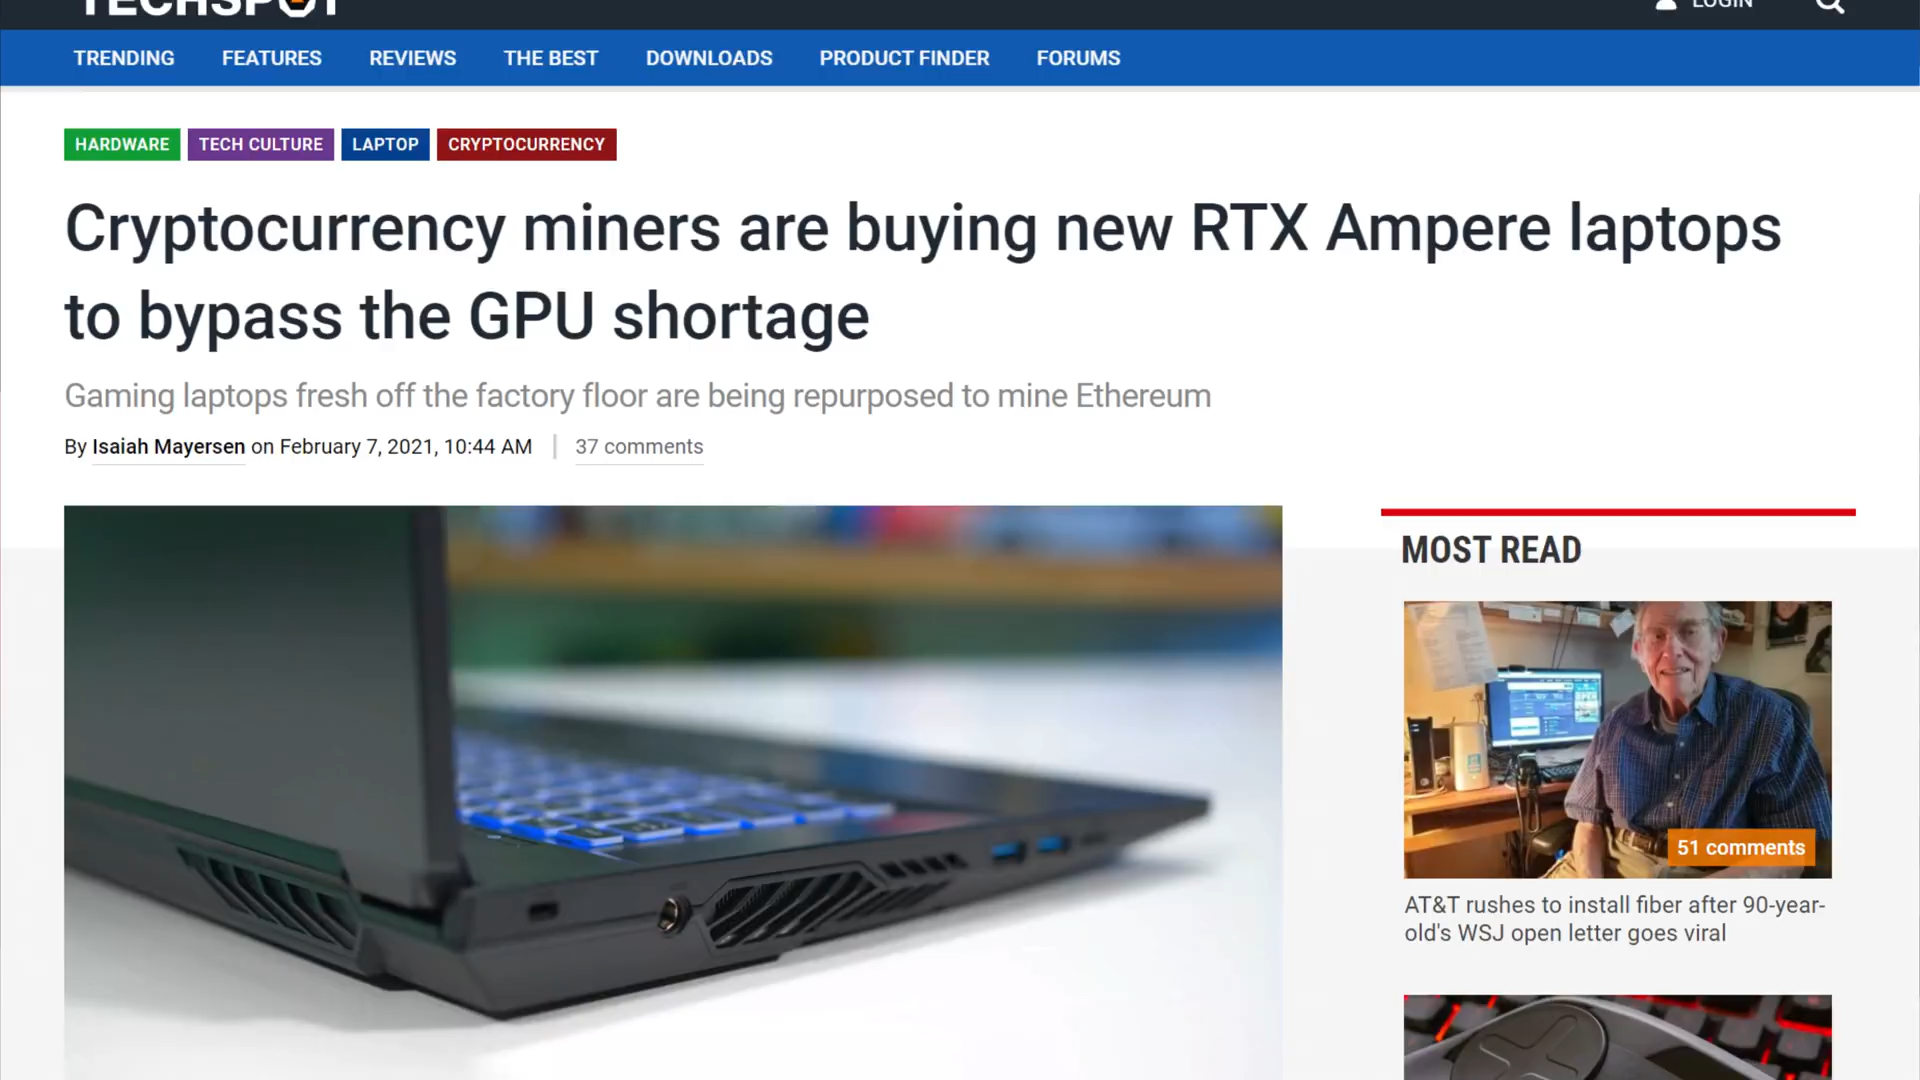 TECHSPOT
LOGIN
TRENDING FEATURES REVIEWS THE BEST DOWNLOADS PRODUCT FINDER FORUMS
HARDWARE TECH CULTURE LAPTOP CRYPTOCURRENCY
Cryptocurrency miners are buying new RTX Ampere laptops
to bypass the GPU shortage
Gaming laptops fresh off the factory floor are being repurposed to mine Ethereum
By Isaiah Mayersen on February 7, 2021, 10:44 AM 37 comments
MOST READ
51 comments
AT&T rushes to install fiber after 90-year-
old's WSJ open letter goes viral